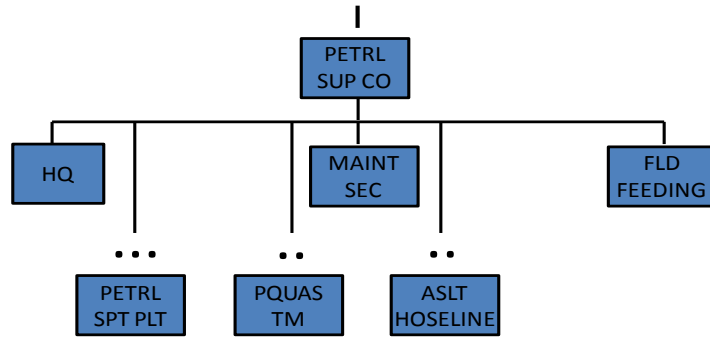 PETRL
SUP CO
HQ
MAINT
SEC
FLD
FEEDING
PETRL
SPT PLT
PQUAS
TM
ASLT
HOSELINE